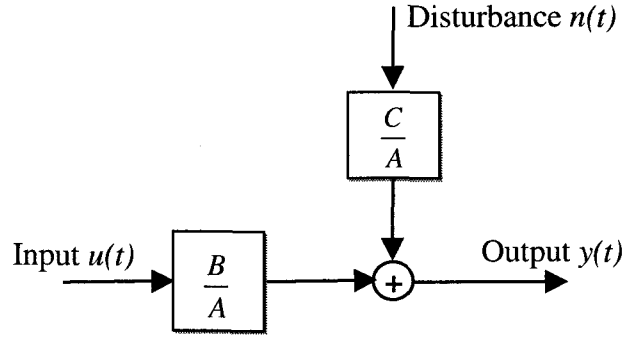 Disturbance n(t)
C
A
Input u(t)
B
A
+
Output y(t)